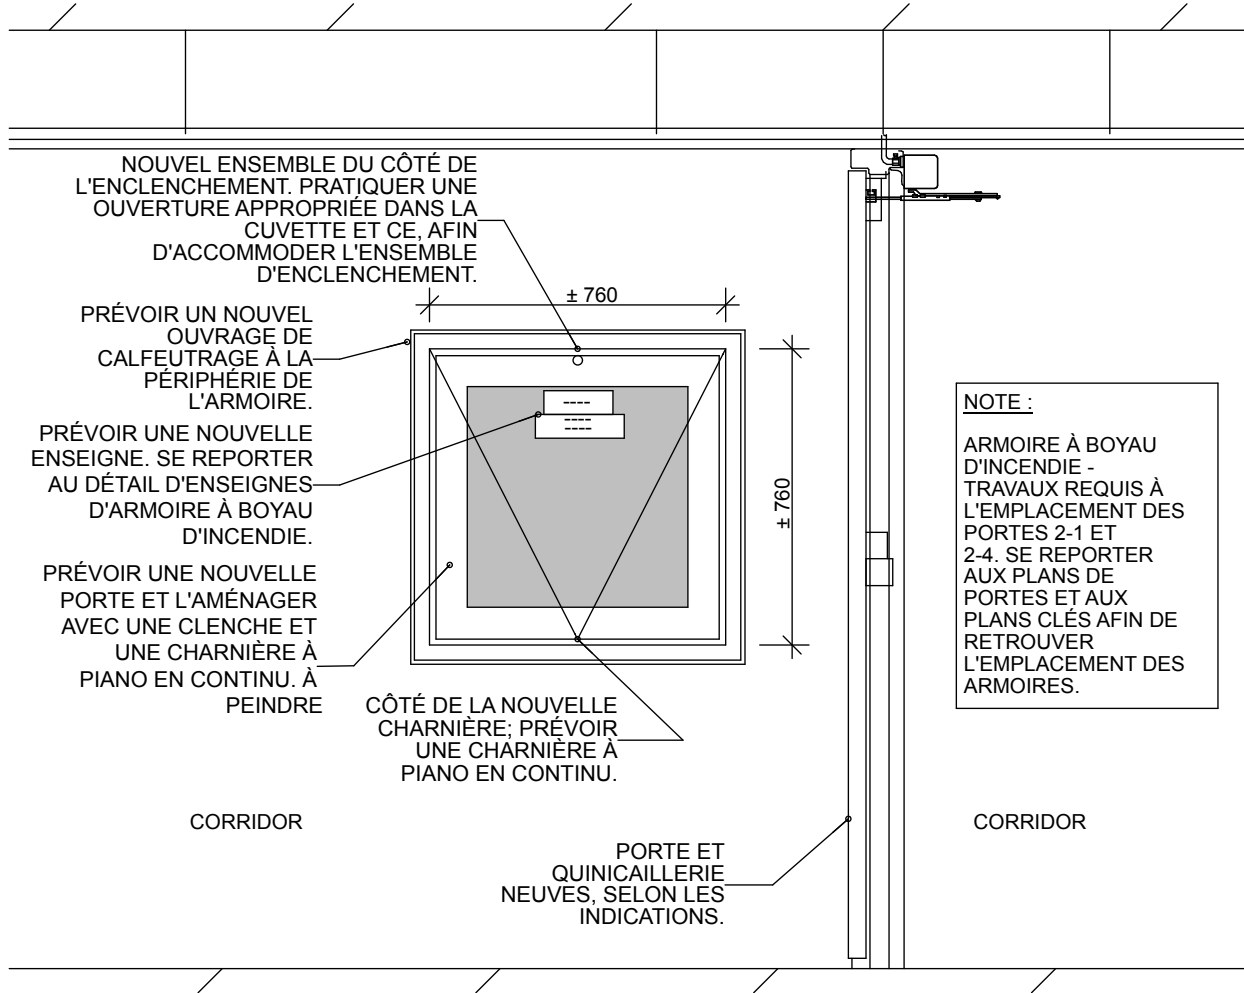 NOUVEL ENSEMBLE DU CÔTÉ DE
L'ENCLENCHEMENT. PRATIQUER UNE
OUVERTURE APPROPRIÉE DANS LA
CUVETTE ET CE, AFIN
D'ACCOMMODER L'ENSEMBLE
D'ENCLENCHEMENT.
± 760
PRÉVOIR UN NOUVEL
OUVRAGE DE
CALFEUTRAGE À LA
PÉRIPHÉRIE DE
L'ARMOIRE.
PRÉVOIR UNE NOUVELLE
ENSEIGNE. SE REPORTER
AU DÉTAIL D'ENSEIGNES
D'ARMOIRE À BOYAU
D'INCENDIE.
PRÉVOIR UNE NOUVELLE
PORTE ET L'AMÉNAGER
AVEC UNE CLENCHE ET
UNE CHARNIÈRE À
PIANO EN CONTINU. À
PEINDRE
----
----
----
± 760
CÔTÉ DE LA NOUVELLE
CHARNIÈRE; PRÉVOIR
UNE CHARNIÈRE À
PIANO EN CONTINU.
NOTE :
ARMOIRE À BOYAU
D'INCENDIE -
TRAVAUX REQUIS À
L'EMPLACEMENT DES
PORTES 2-1 ET
2-4. SE REPORTER
AUX PLANS DE
PORTES ET AUX
PLANS CLÉS AFIN DE
RETROUVER
L'EMPLACEMENT DES
ARMOIRES.
CORRIDOR
CORRIDOR
PORTE ET
QUINICAILLERIE
NEUVES, SELON LES
INDICATIONS.